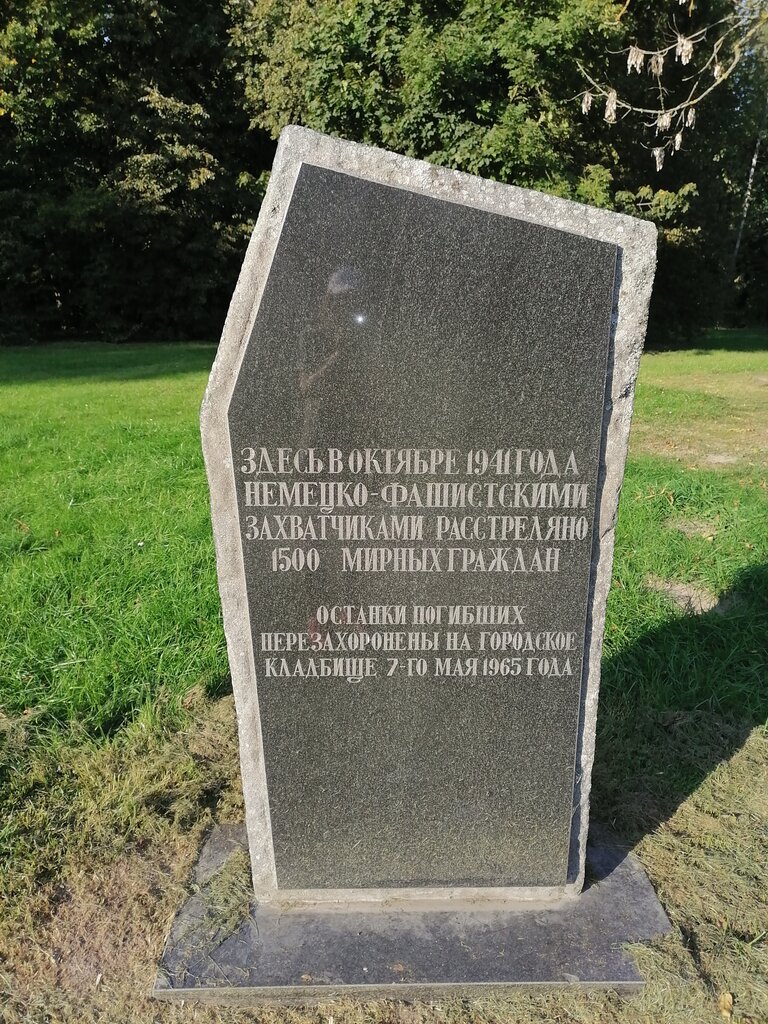 ЗДЕСЬ В ОКТЯБРЕ 1941 ГОДА
НЕМЕЦКО-ФАШИСТСКИМИ
ЗАХВАТЧИКАМИ РАССТРЕЛЯНО
1500 МИРНЫХ ГРАЖДАН
ОСТАНКИ ПОГИБШИХ
ПЕРЕЗАХОРОНЕНЫ НА ГОРОДСКОЕ
КЛАДБИЩЕ 7-ГО МАЯ 1965 ГОДА